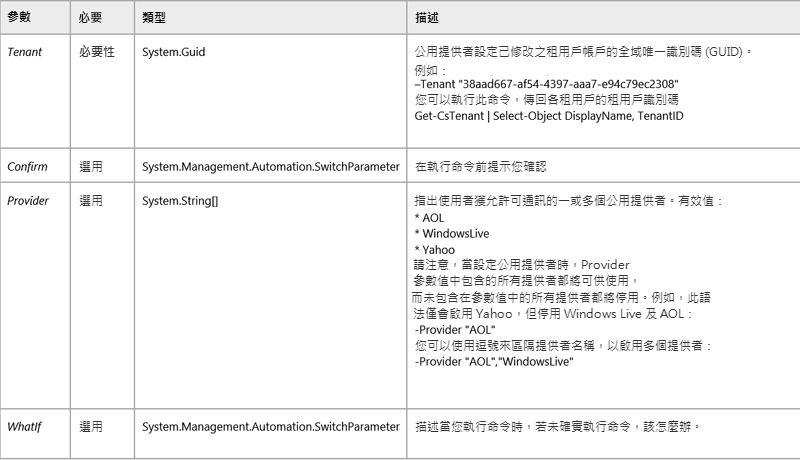 參數 必要 類型 描述
Tenant 必要性 System.Guid 公用提供者設定已修改之租用戶帳戶的全域唯一識別碼 (GUID)。
例如：
–Tenant "38aad667-af54-4397-aaa7-e94c79ec2308"
您可以執行此命令，傳回各租用戶的租用戶識別碼
Get-CsTenant | Select-Object DisplayName, TenantID
Confirm 選用 System.Management.Automation.SwitchParameter 在執行命令前提示您確認
Provider 選用 System.String[] 指出使用者獲允許可通訊的一或多個公用提供者。有效值：
* AOL
* WindowsLive
* Yahoo
請注意，當設定公用提供者時，Provider
參數值中包含的所有提供者都將可供使用，
而未包含在參數值中的所有提供者都將停用。例如，此語
法僅會啟用 Yahoo，但停用 Windows Live 及 AOL：
-Provider "AOL"
您可以使用逗號來區隔提供者名稱，以啟用多個提供者：
-Provider "AOL","WindowsLive"
WhatIf 選用 System.Management.Automation.SwitchParameter 描述當您執行命令時，若未確實執行命令，該怎麼辦。